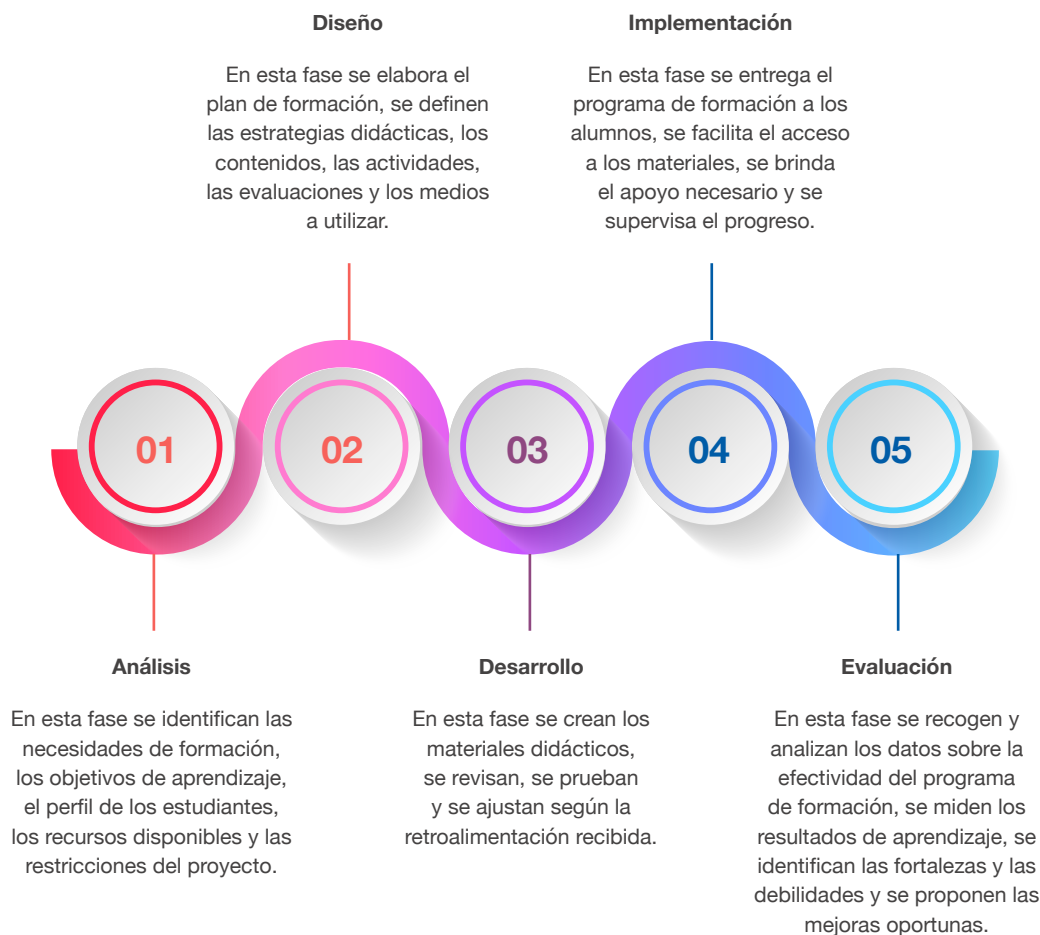 Diseño
En esta fase se elabora el
plan de formación, se definen
las estrategias didácticas, los
contenidos, las actividades,
las evaluaciones y los medios
a utilizar.
Implementación
En esta fase se entrega el
programa de formación a los
alumnos, se facilita el acceso
a los materiales, se brinda
el apoyo necesario y se
supervisa el progreso.
01
02
03
04
05
Análisis
En esta fase se identifican las
necesidades de formación,
los objetivos de aprendizaje,
el perfil de los estudiantes,
los recursos disponibles y las
restricciones del proyecto.
Desarrollo
En esta fase se crean los
materiales didácticos,
se revisan, se prueban
y se ajustan según la
retroalimentación recibida.
Evaluación
En esta fase se recogen y
analizan los datos sobre la
efectividad del programa
de formación, se miden los
resultados de aprendizaje, se
identifican las fortalezas y las
debilidades y se proponen las
mejoras oportunas.